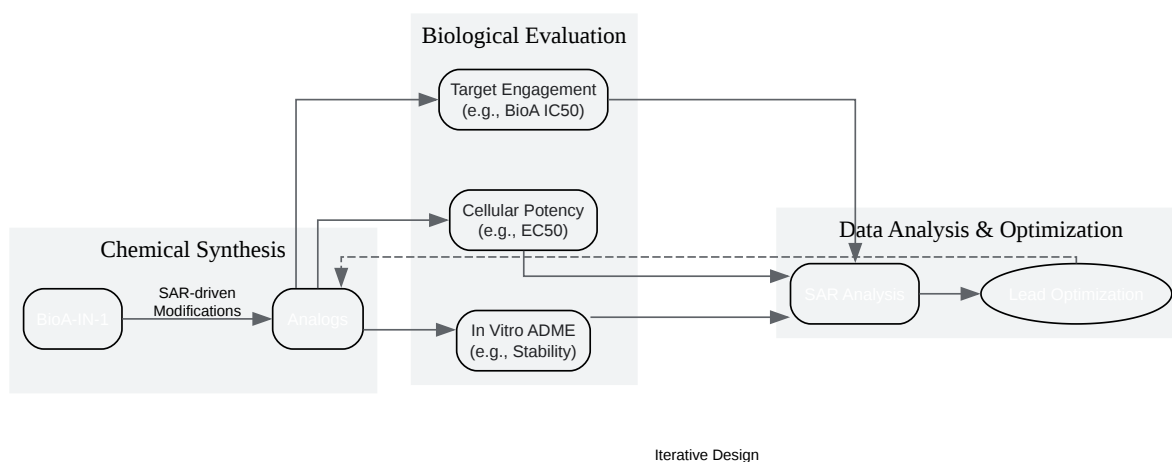 Biological Evaluation
Target Engagement
(e.g., BioA IC50)
Cellular Potency
(e.g., EC50)
Data Analysis & Optimization
Chemical Synthesis
SAR-driven
Modifications
BioA-IN-1
Analogs
SAR Analysis
Lead Optimization
In Vitro ADME
(e.g., Stability)
Iterative Design